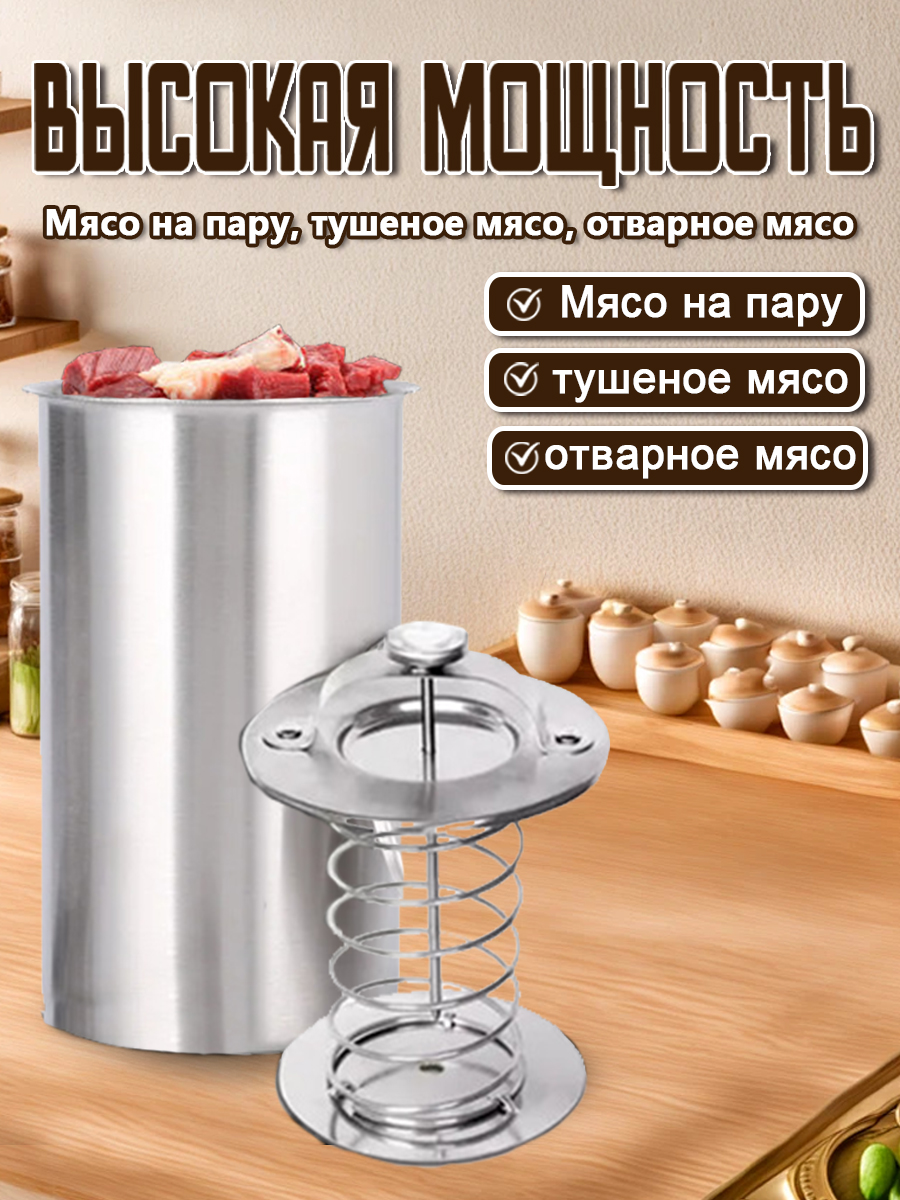 ВЫСОКАЯ МОЩНОСТЬ
Мясо на пару, тушеное мясо, отварное мясо
Мясо на пару
тушеное мясо
отварное мясо